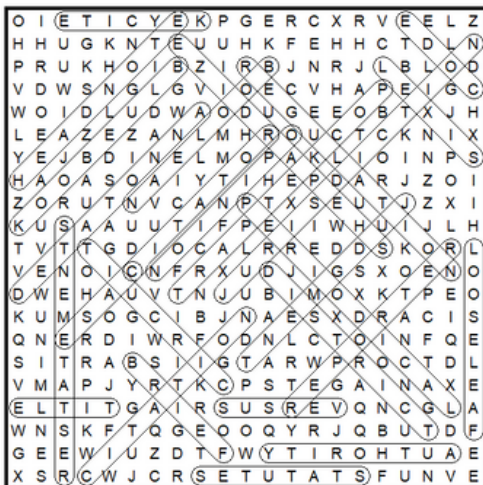 O I E T I C Y E K P G E R C X R V E E L Z
H H U G K N T E U U H K F E H H C T D L N
P R U K H O I B Z I R B J N R J L B L O D
V D W S N G L G V I O E C V H A P E I G C
W O I D L U D W A O D U G E E O B T X J H
L E A Z E Z A N L M H R O U C T C K N I X
Y E J B D I N E L M O P A K L I O I N P S
H A O A S O A I Y T I H E P D A R J Z O I
Z O R U T N V C A N P T X S E U T J Z X I
K U S A A U U T I F P E I I W H U I J L H
T V T T G D I O C A L R R E D D S K O R L
V E N O I C N F R X U D J I G S X O E N O
D W E H A U V T N J U B I M O X K T P E O
K U M S O G C I B J N A E S X D R A C I S
Q N E R D I W R F O D N L C T O I N F Q E
S I T R A B S I I G T A R W P R O C T D L
V M A P J Y R T K C P S T E G A I N A X E
E L T I T G A I R S U S R E V Q N C G L A
W N S K F T Q G E O O Q Y R J Q B U T D F
G E E W I U Z D T F W Y T I R O H T U A E
X S R C W J C R S E T U T A T S F U N V E